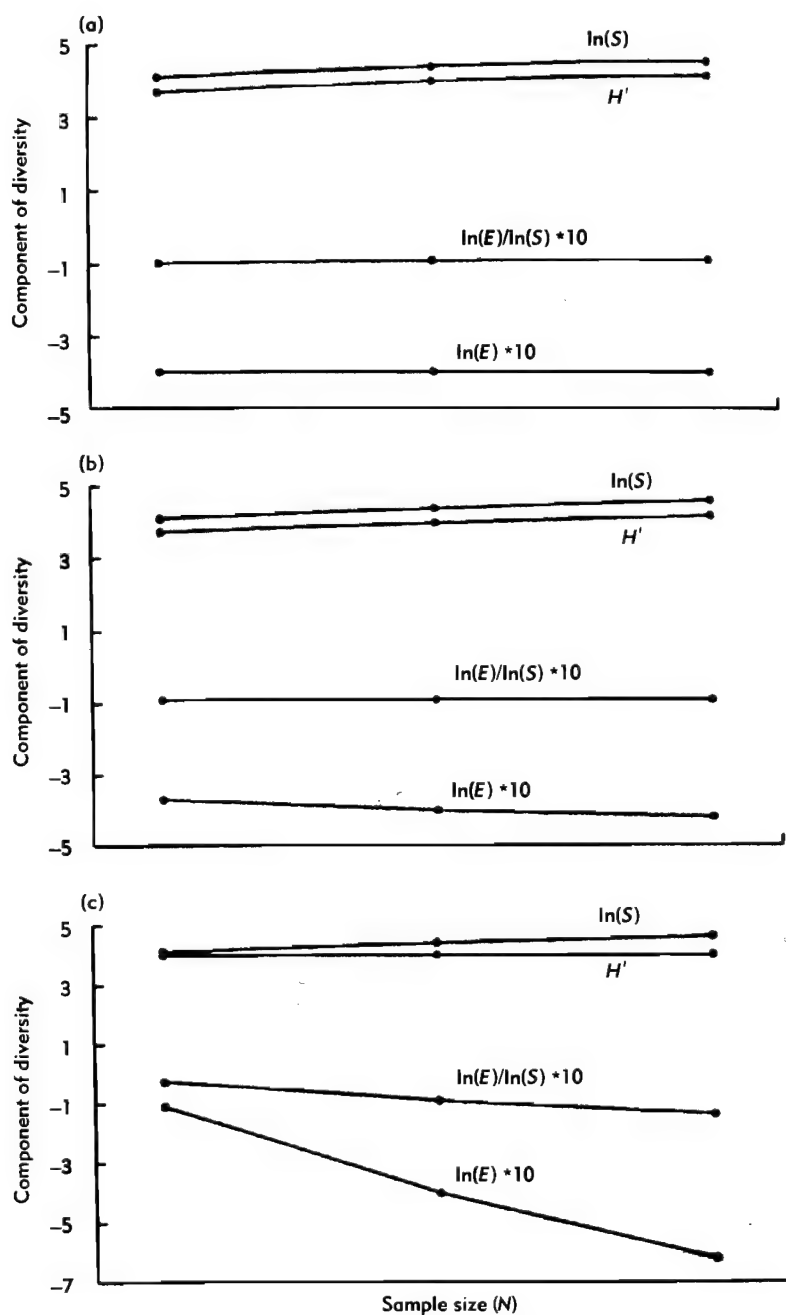 (a)
5
3
1
−1
−3
−5
Component of diversity
ln(S)
H'
ln(E)/ln(S) *10
ln(E) *10
(b)
5
3
1
−1
−3
−5
Component of diversity
ln(S)
H'
ln(E)/ln(S) *10
ln(E) *10
(c)
5
3
1
−1
−3
−5
−7
Component of diversity
ln(S)
H'
ln(E)/ln(S) *10
ln(E) *10
Sample size (N)